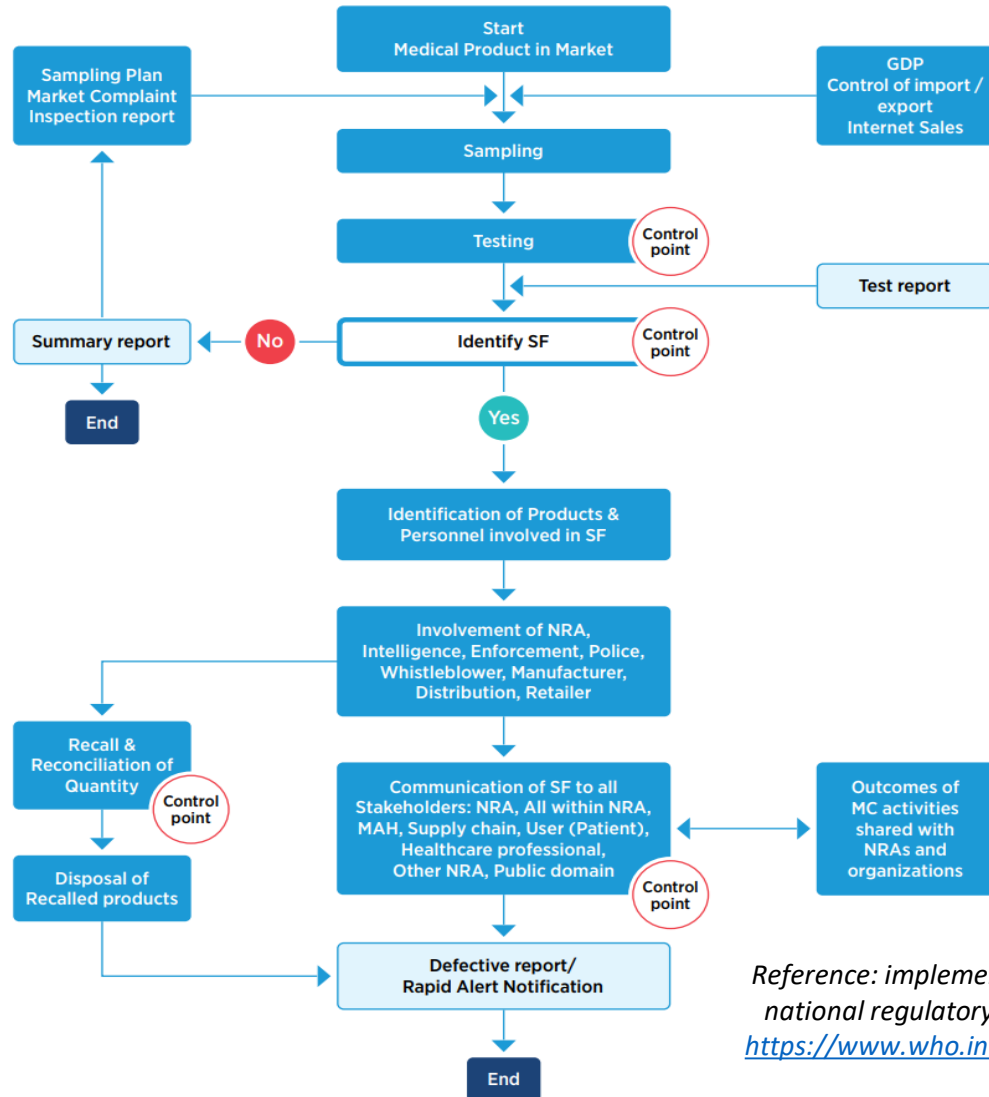 Start
Medical Product in Market
Sampling Plan
Market Complaint
Inspection report
GDP
Control of import /
export
Internet Sales
Sampling
Testing
Control
point
Test report
Summary report
No
Identify SF
Control
point
End
Yes
Identification of Products &
Personnel involved in SF
Involvement of NRA,
Intelligence, Enforcement, Police,
Whistleblower, Manufacturer,
Distribution, Retailer
Recall &
Reconciliation of
Quantity
Control
point
Communication of SF to all
Stakeholders: NRA, All within NRA,
MAH, Supply chain, User (Patient),
Healthcare professional,
Other NRA, Public domain
Control
point
Outcomes of
MC activities
shared with
NRAs and
organizations
Disposal of
Recalled products
Defective report/
Rapid Alert Notification
Reference: impleme
national regulatory
https://www.who.in
End